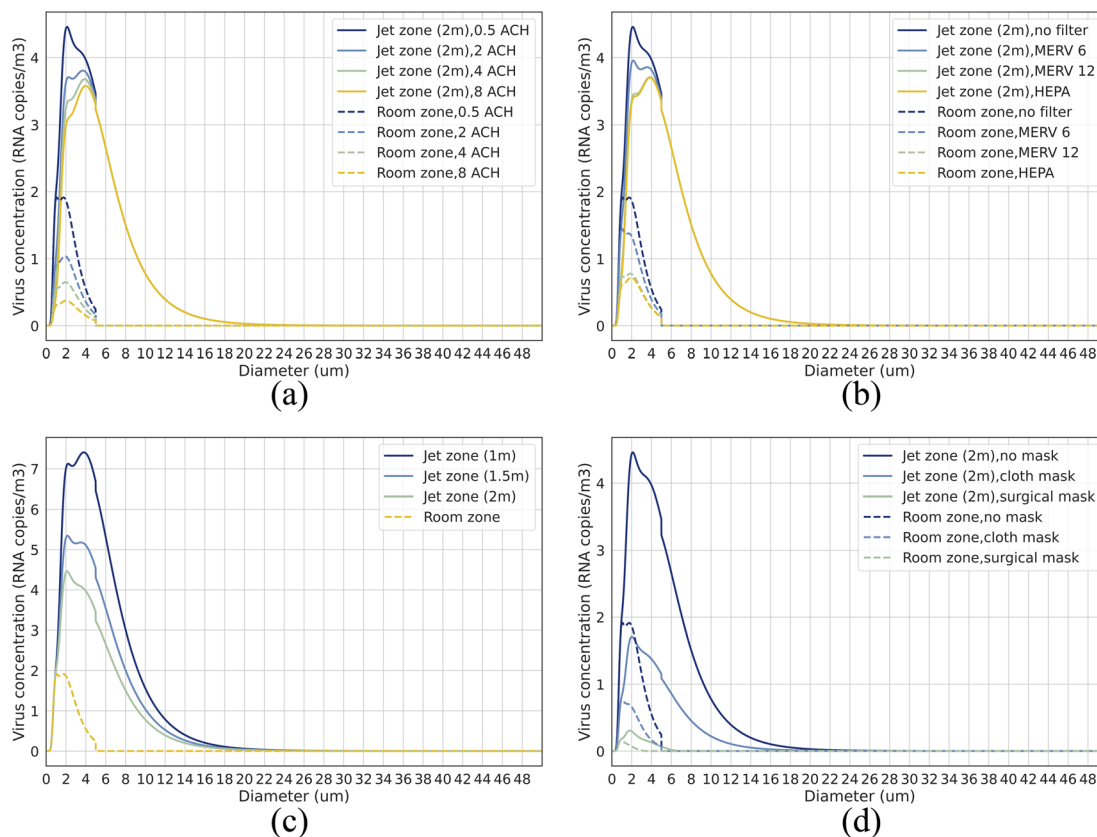 Virus concentration (RNA copies/m3)
4
3
2
1
0
Jet zone (2m),0.5 ACH
Jet zone (2m),2 ACH
Jet zone (2m),4 ACH
Jet zone (2m),8 ACH
Room zone,0.5 ACH
Room zone,2 ACH
Room zone,4 ACH
Room zone,8 ACH
0 2 4 6 8 10 12 14 16 18 20 22 24 26 28 30 32 34 36 38 40 42 44 46 48
Diameter (um)
(a)
Virus concentration (RNA copies/m3)
4
3
2
1
0
Jet zone (2m),no filter
Jet zone (2m),MERV 6
Jet zone (2m),MERV 12
Jet zone (2m),HEPA
Room zone,no filter
Room zone,MERV 6
Room zone,MERV 12
Room zone,HEPA
0 2 4 6 8 10 12 14 16 18 20 22 24 26 28 30 32 34 36 38 40 42 44 46 48
Diameter (um)
(b)
Virus concentration (RNA copies/m3)
7
6
5
4
3
2
1
0
Jet zone (1m)
Jet zone (1.5m)
Jet zone (2m)
Room zone
0 2 4 6 8 10 12 14 16 18 20 22 24 26 28 30 32 34 36 38 40 42 44 46 48
Diameter (um)
(c)
Virus concentration (RNA copies/m3)
4
3
2
1
0
Jet zone (2m),no mask
Jet zone (2m),cloth mask
Jet zone (2m),surgical mask
Room zone,no mask
Room zone,cloth mask
Room zone,surgical mask
0 2 4 6 8 10 12 14 16 18 20 22 24 26 28 30 32 34 36 38 40 42 44 46 48
Diameter (um)
(d)